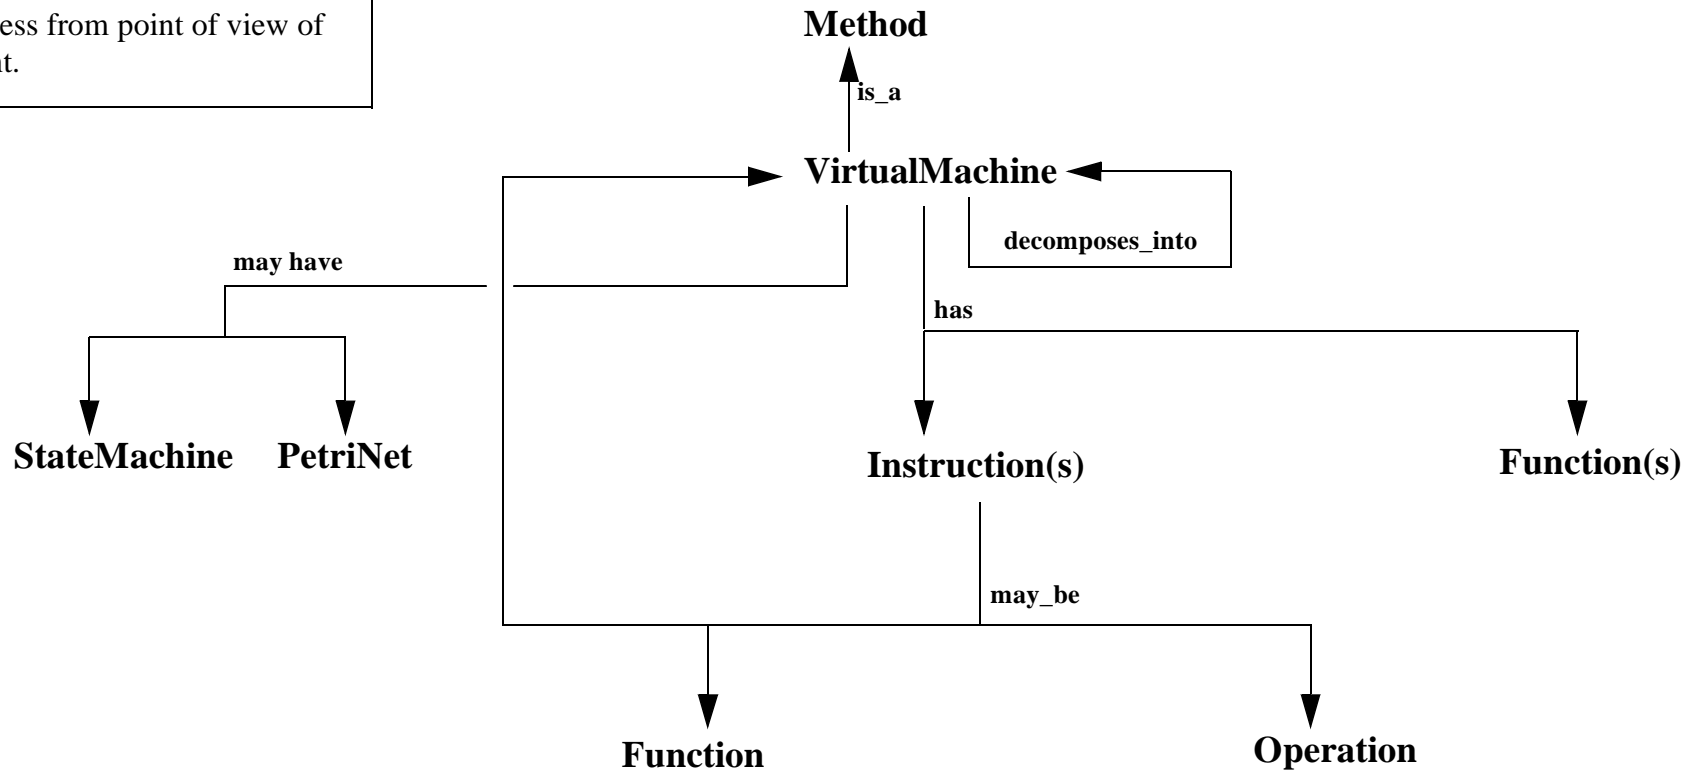 ess from point of view of
nt.
Method
is_a
VirtualMachine
decomposes_into
may have
has
StateMachine
PetriNet
Instruction(s)
Function(s)
may_be
Function
Operation